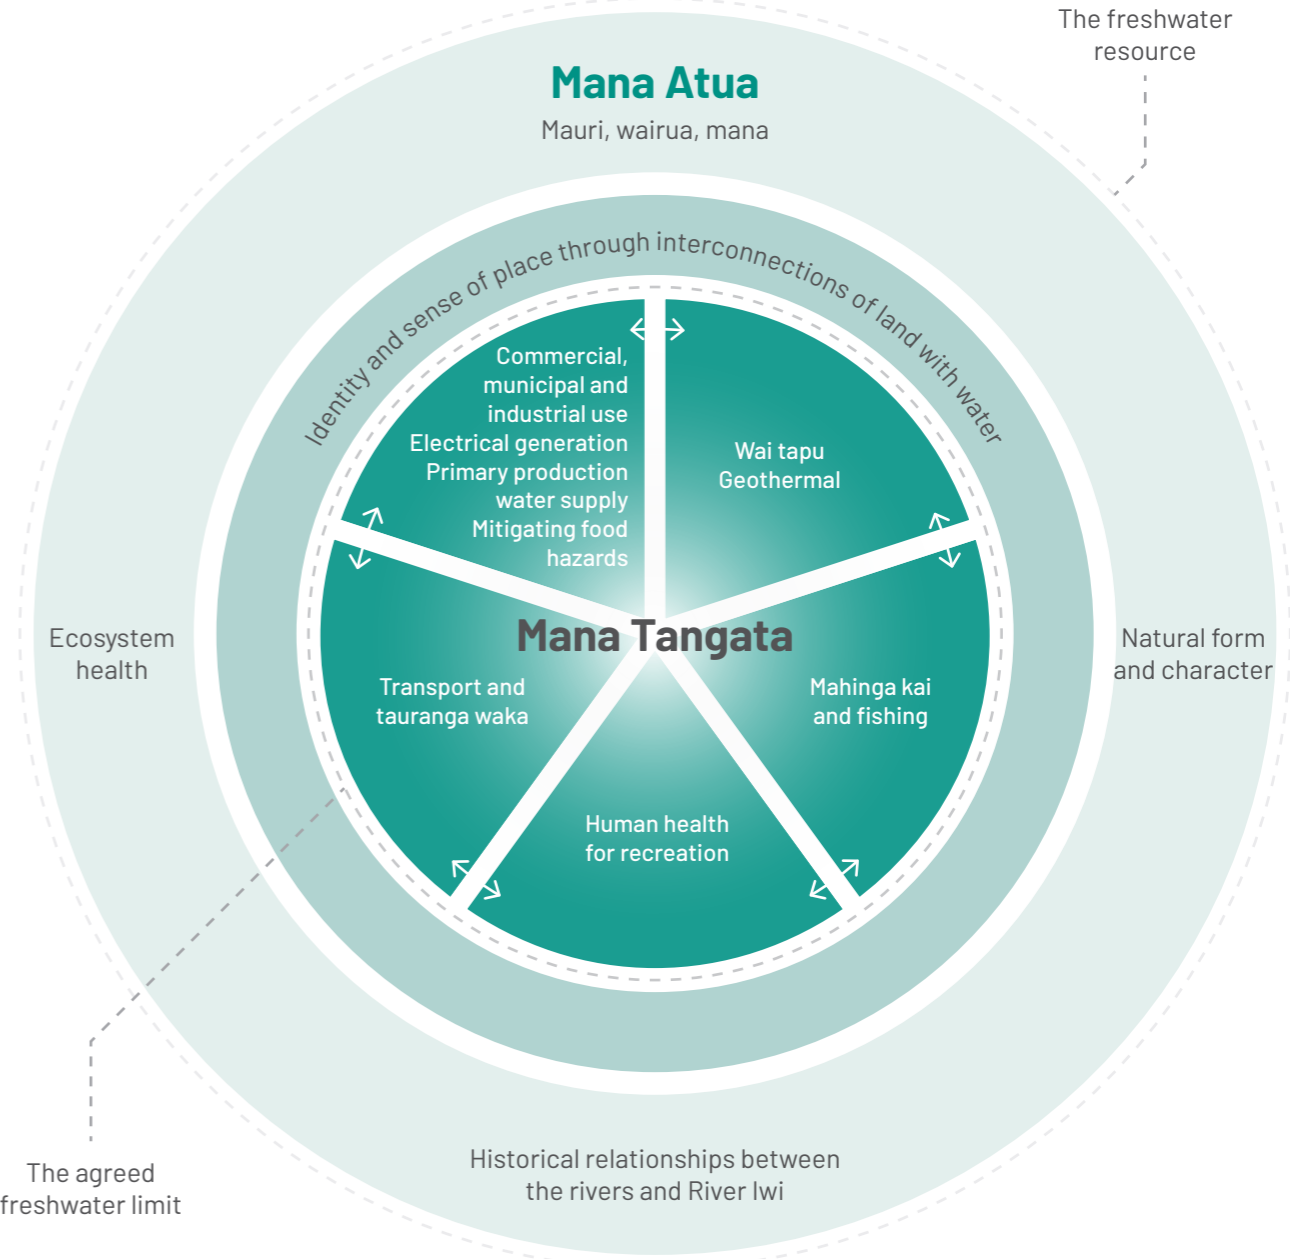 The freshwater
resource
Mana Atua
Mauri, wairua, mana
Identity and sense of place through interconnections of land with water
Commercial,
municipal and
industrial use
Electrical generation
Primary production
water supply
Mitigating food
hazards
Wai tapu
Geothermal
Mana Tangata
Ecosystem
health
Natural form
and character
Transport and
tauranga waka
Mahinga kai
and fishing
Human health
for recreation
Historical relationships between
the rivers and River Iwi
The agreed
freshwater limit